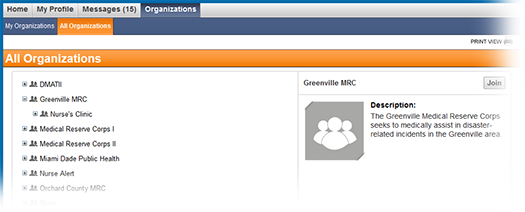 Home My Profile Messages (15) Organizations
My Organizations All Organizations
PRINT VIEW
All Organizations
DMATII
Greenville MRC
Nurse's Clinic
Medical Reserve Corps I
Medical Reserve Corps II
Miami Dade Public Health
Nurse Alert
Orchard County MRC
Greenville MRC Join
Description:
The Greenville Medical Reserve Corps
seeks to medically assist in disaster-
related incidents in the Greenville area.